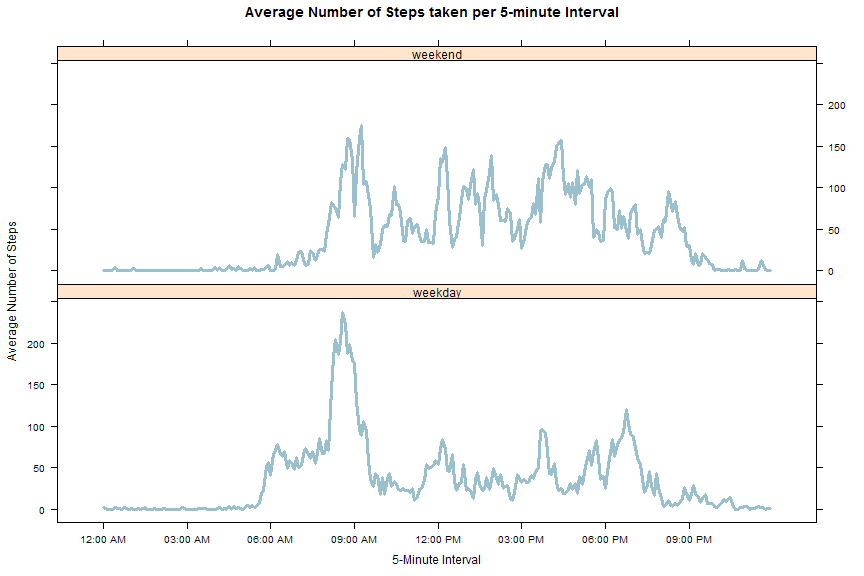 Average Number of Steps taken per 5-minute Interval
weekend
200
150
100
50
0
weekday
200
150
100
50
0
Average Number of Steps
12:00 AM 03:00 AM 06:00 AM 09:00 AM 12:00 PM 03:00 PM 06:00 PM 09:00 PM
5-Minute Interval